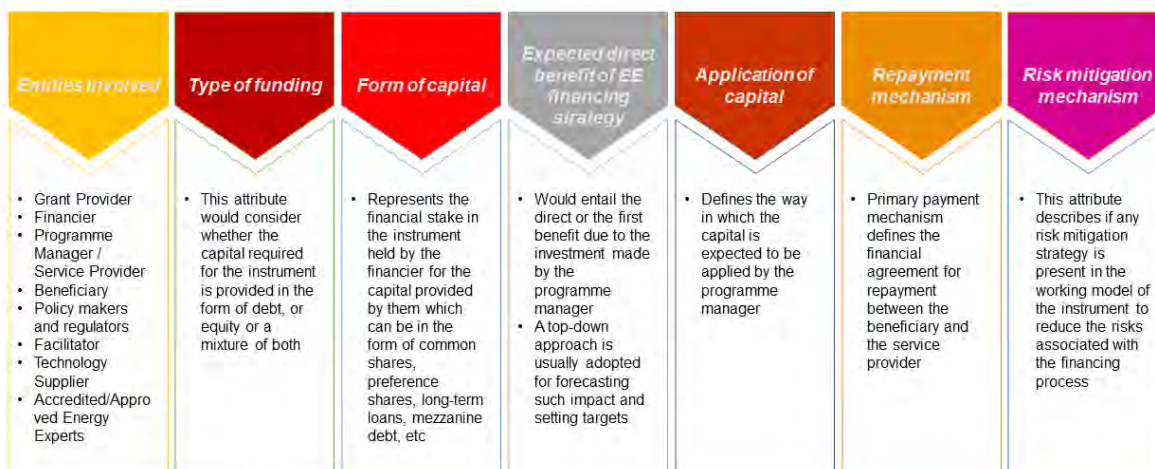 Entities Involved
• Grant Provider
• Financier
• Programme
Manager /
Service Provider
• Beneficiary
• Policy makers
and regulators
• Facilitator
• Technology
Supplier
• Accredited/Appro
ved Energy
Experts
Type of funding
• This attribute
would consider
whether the
capital required
for the instrument
is provided in the
form of debt, or
equity or a
mixture of both
Form of capital
• Represents the
financial stake in
the instrument
held by the
financier for the
capital provided
by them which
can be in the
form of common
shares,
preference
shares, long-term
loans, mezzanine
debt, etc
Expected direct
benefit of EE
financing
strategy
• Would entail the
direct or the first
benefit due to the
investment made
by the
programme
manager
• A top-down
approach is
usually adopted
for forecasting
such impact and
setting targets
Application of
capital
• Defines the way
in which the
capital is
expected to be
applied by the
programme
manager
Repayment
mechanism
• Primary payment
mechanism
defines the
financial
agreement for
repayment
between the
beneficiary and
the service
provider
Risk mitigation
mechanism
• This attribute
describes if any
risk mitigation
strategy is
present in the
working model of
the instrument to
reduce the risks
associated with
the financing
process